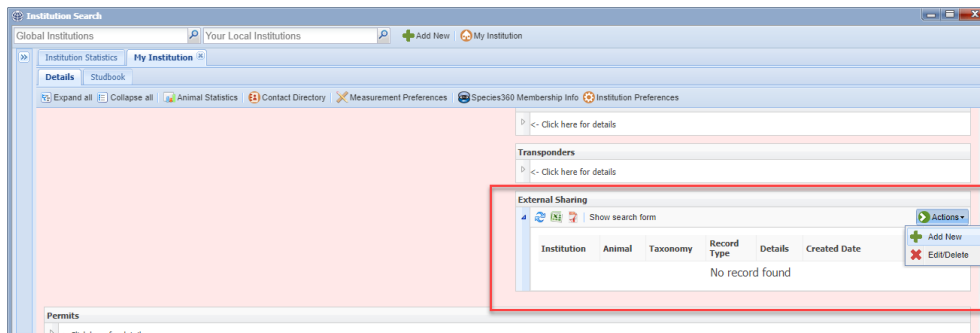 Institution Search
Global Institutions Your Local Institutions Add New My Institution
Institution Statistics My Institution
Details Studbook
Expand all Collapse all Animal Statistics Contact Directory Measurement Preferences Species360 Membership Info Institution Preferences
<- Click here for details
Transponders
<- Click here for details
External Sharing
Show search form Actions
Add New
Edit/Delete
Institution Animal Taxonomy Record Type Details Created Date
No record found
Permits